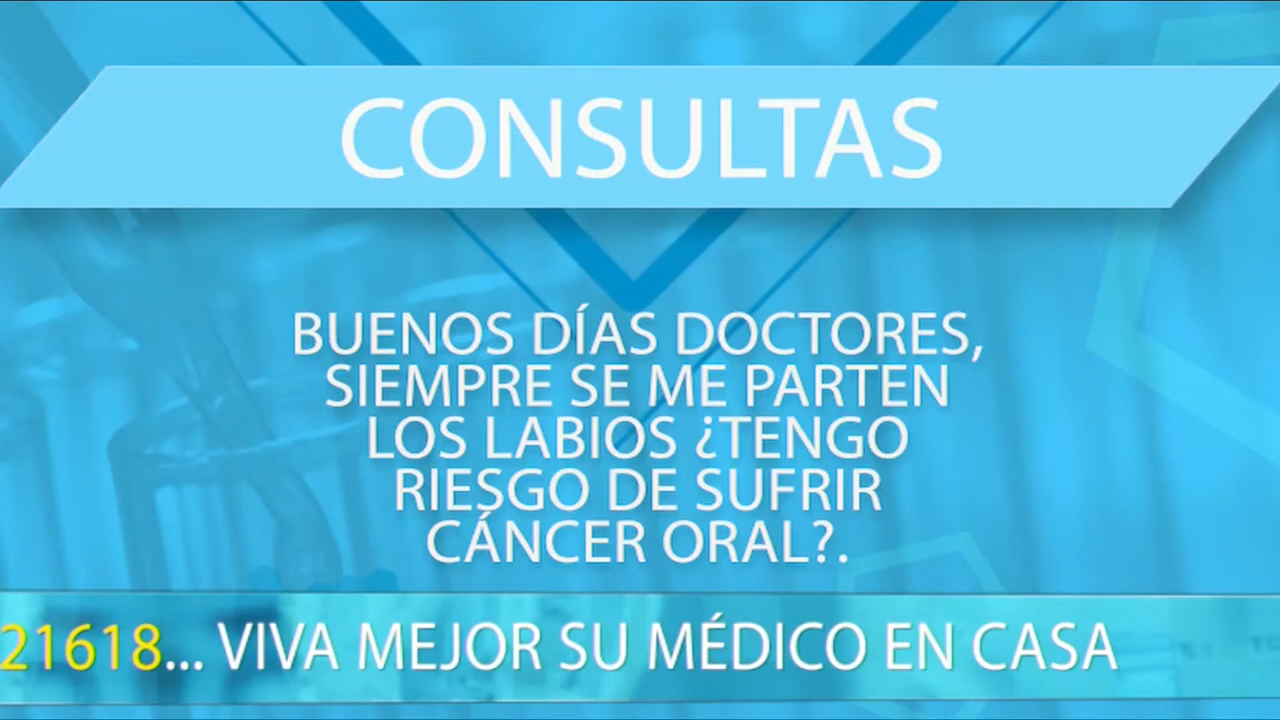 CONSULTAS
BUENOS DÍAS DOCTORES,
SIEMPRE SE ME PARTEN
LOS LABIOS ¿TENGO
RIESGO DE SUFRIR
CÁNCER ORAL?.
21618... VIVA MEJOR SU MÉDICO EN CASA